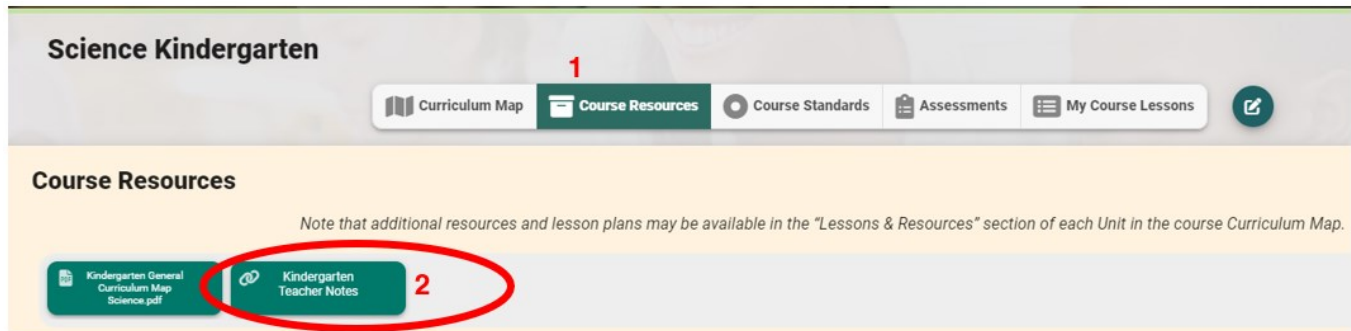 Science Kindergarten
1
Curriculum Map
Course Resources
Course Standards
Assessments
My Course Lessons
Course Resources
Note that additional resources and lesson plans may be available in the "Lessons & Resources" section of each Unit in the course Curriculum Map.
PDF
Kindergarten General
Curriculum Map
Science.pdf
Kindergarten
Teacher Notes
2